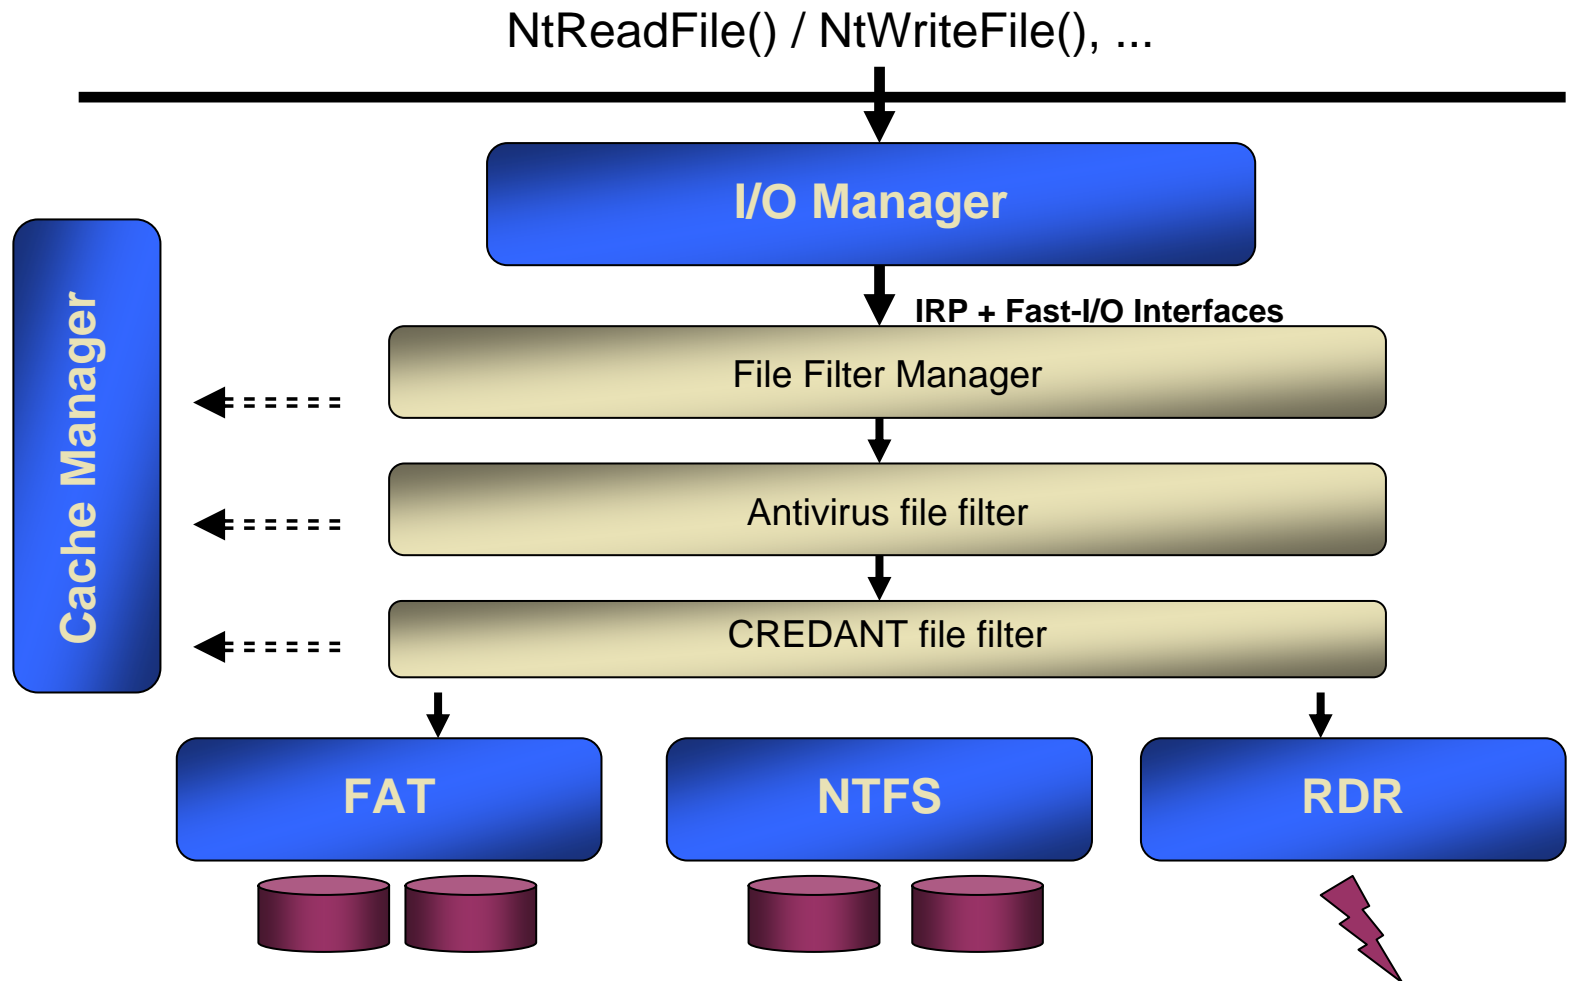 NtReadFile() / NtWriteFile(), ...
I/O Manager
IRP + Fast-I/O Interfaces
Cache Manager
File Filter Manager
Antivirus file filter
CREDANT file filter
FAT
NTFS
RDR